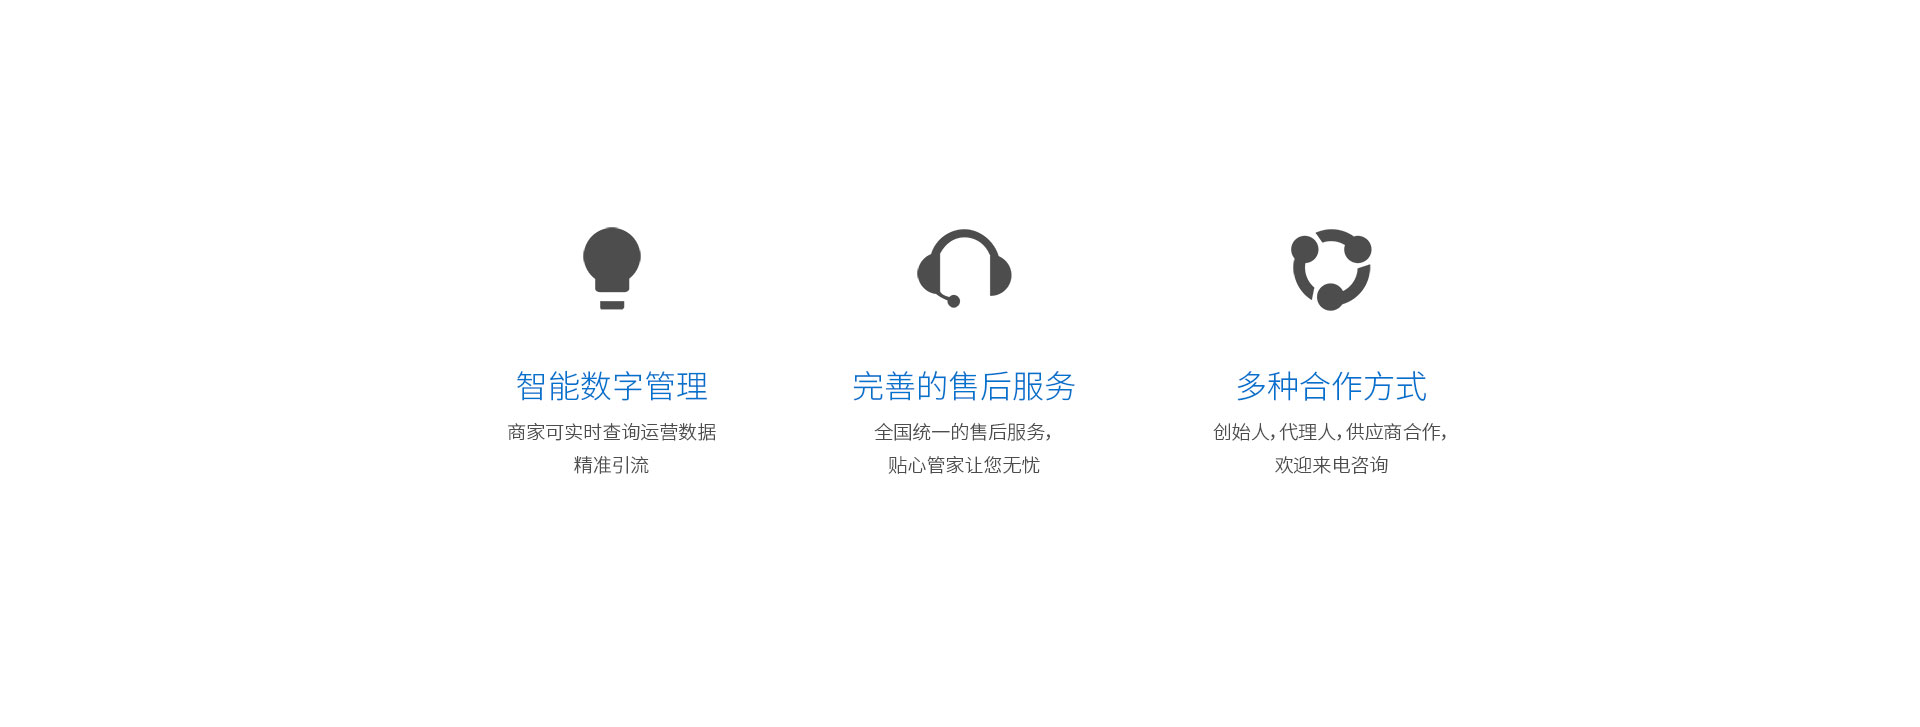 智能数字管理
商家可实时查询运营数据
精准引流
完善的售后服务
全国统一的售后服务，
贴心管家让您无忧
多种合作方式
创始人，代理人，供应商合作，
欢迎来电咨询